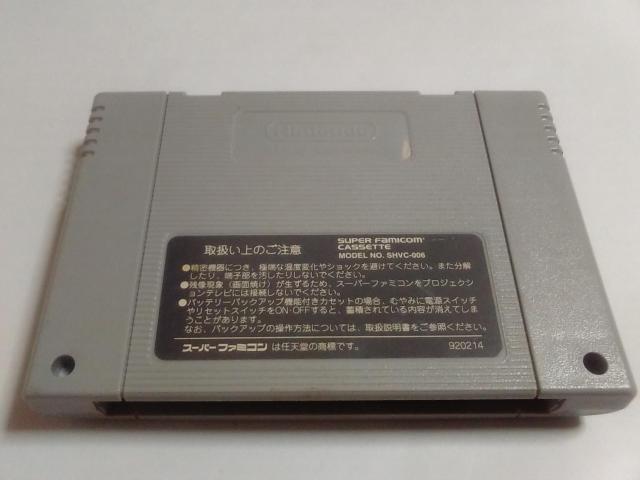 Nintendo
取扱い上のご注意
SUPER FAMICOM
CASSETTE
MODEL NO. SHVC-006
●精密機器につき、極端な温度変化やショックを避けてください。また分解
したり、端子部を汚したりしないでください。
●残像現象(画面焼け)が生ずるため、スーパーファミコンをプロジェクシ
ョンテレビには接続しないでください。
●バッテリーバックアップ機能付きカセットの場合、むやみに電源スイッチ
やリセットスイッチをON・OFFすると、蓄積されている内容が消えてしま
うことがあります。
なお、バックアップの操作方法については、取扱説明書をご参照ください。
スーパーファミコン は任天堂の商標です。
920214